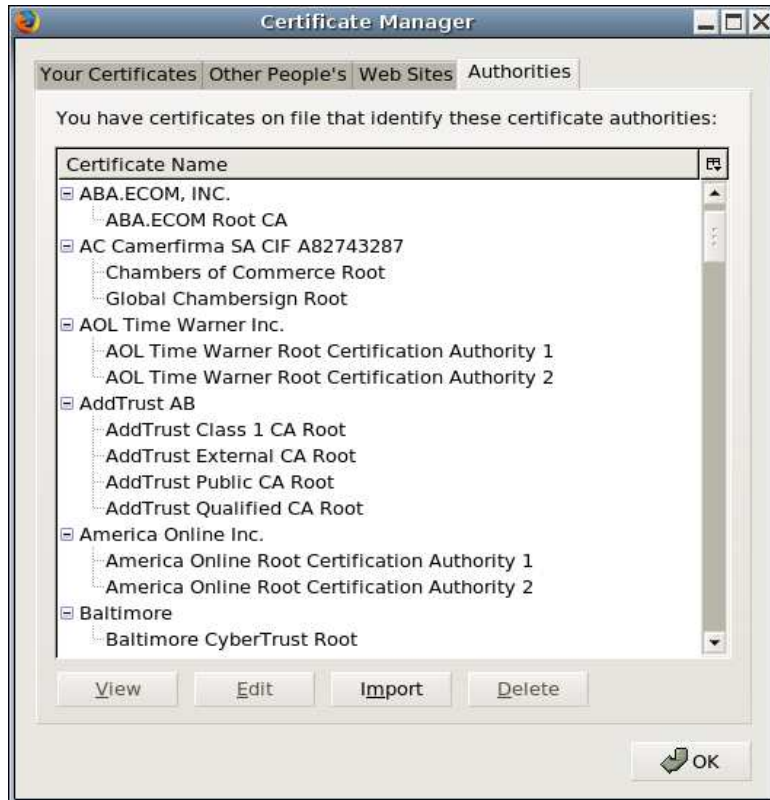 Certificate Manager
Your Certificates Other People's Web Sites Authorities
You have certificates on file that identify these certificate authorities:
Certificate Name
ABA.ECOM, INC.
ABA.ECOM Root CA
AC Camerfirma SA CIF A82743287
Chambers of Commerce Root
Global Chambersign Root
AOL Time Warner Inc.
AOL Time Warner Root Certification Authority 1
AOL Time Warner Root Certification Authority 2
AddTrust AB
AddTrust Class 1 CA Root
AddTrust External CA Root
AddTrust Public CA Root
AddTrust Qualified CA Root
America Online Inc.
America Online Root Certification Authority 1
America Online Root Certification Authority 2
Baltimore
Baltimore CyberTrust Root
View Edit Import Delete
OK